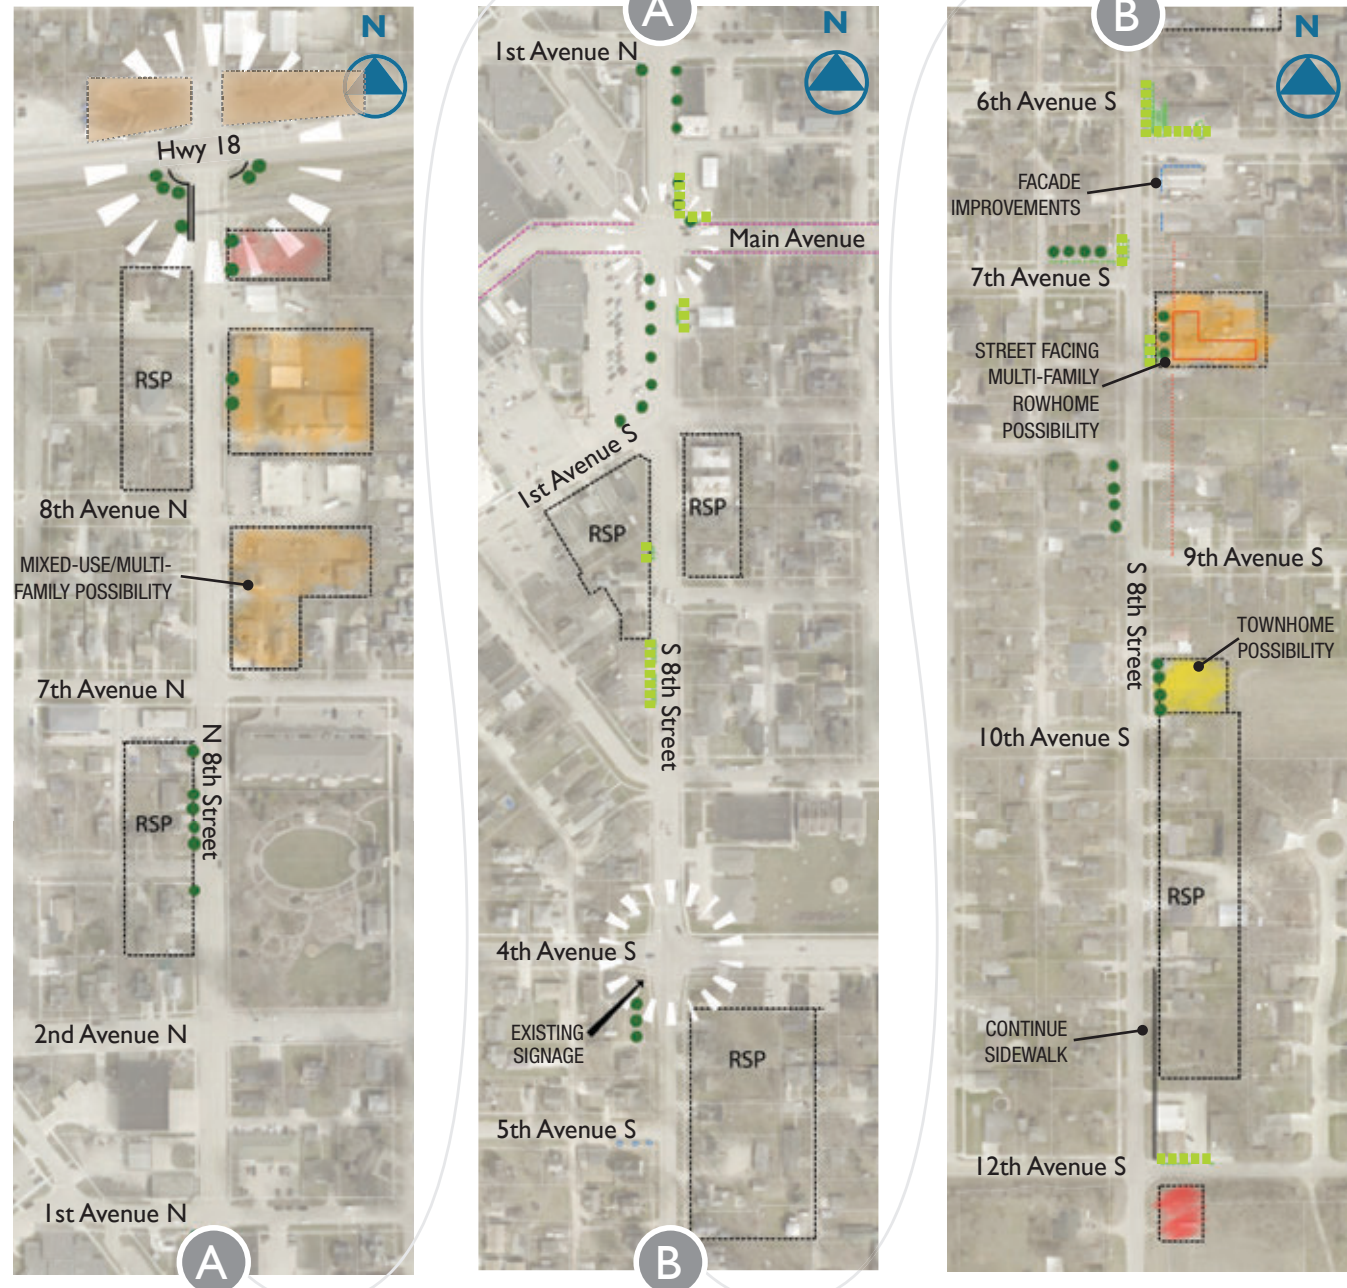 N
Hwy 18
RSP
8th Avenue N
MIXED-USE/MULTI-
FAMILY POSSIBILITY
7th Avenue N
N 8th Street
RSP
2nd Avenue N
1st Avenue N
A
A
1st Avenue N
N
Main Avenue
1st Avenue S
RSP
RSP
S 8th Street
4th Avenue S
EXISTING
SIGNAGE
RSP
5th Avenue S
B
B
N
6th Avenue S
FACADE
IMPROVEMENTS
7th Avenue S
STREET FACING
MULTI-FAMILY
ROWHOME
POSSIBILITY
9th Avenue S
S 8th Street
TOWNHOME
POSSIBILITY
10th Avenue S
RSP
CONTINUE
SIDEWALK
12th Avenue S